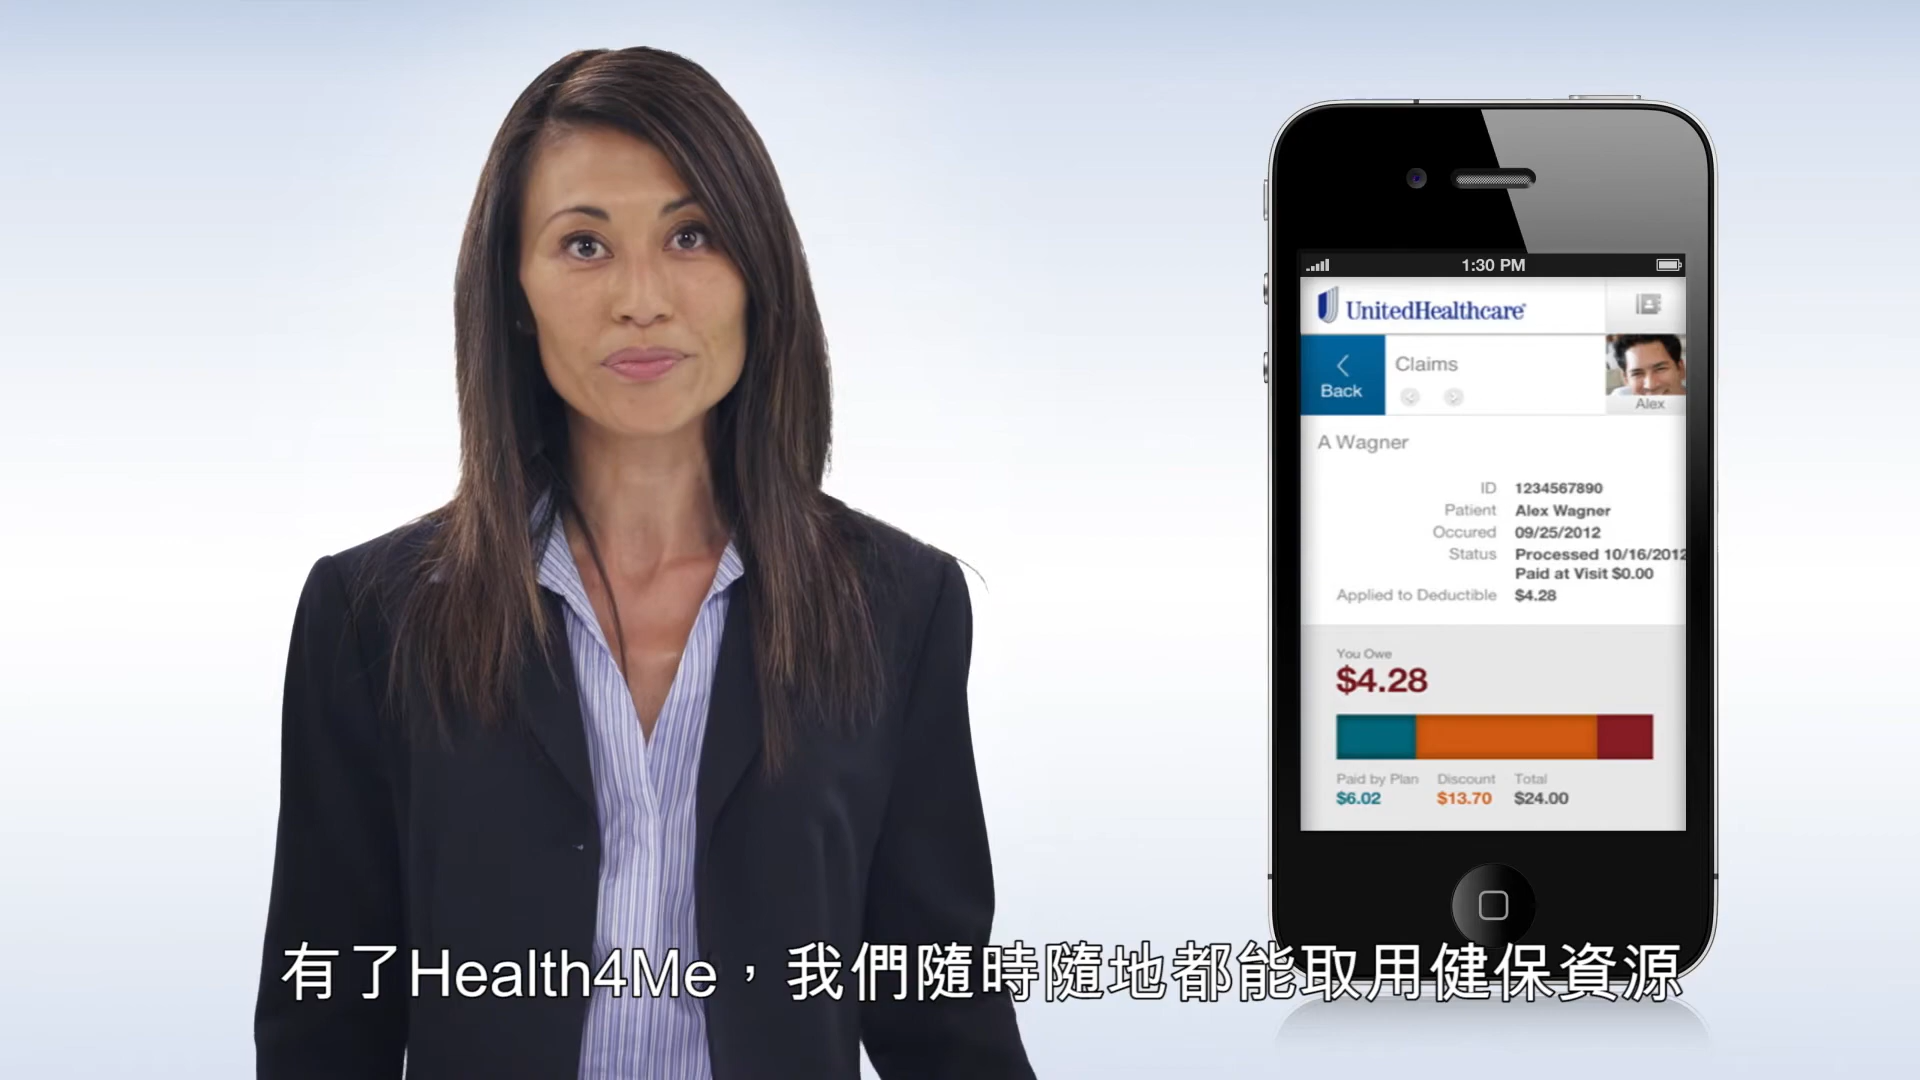 1:30 PM
UnitedHealthcare®
Back
Claims
Alex
A Wagner
ID 1234567890
Patient Alex Wagner
Occured 09/25/2012
Status Processed 10/16/2012
Paid at Visit $0.00
Applied to Deductible $4.28
You Owe
$4.28
Paid by Plan Discount Total
$6.02 $13.70 $24.00
有了Health4Me，我們隨時隨地都能取用健保資源